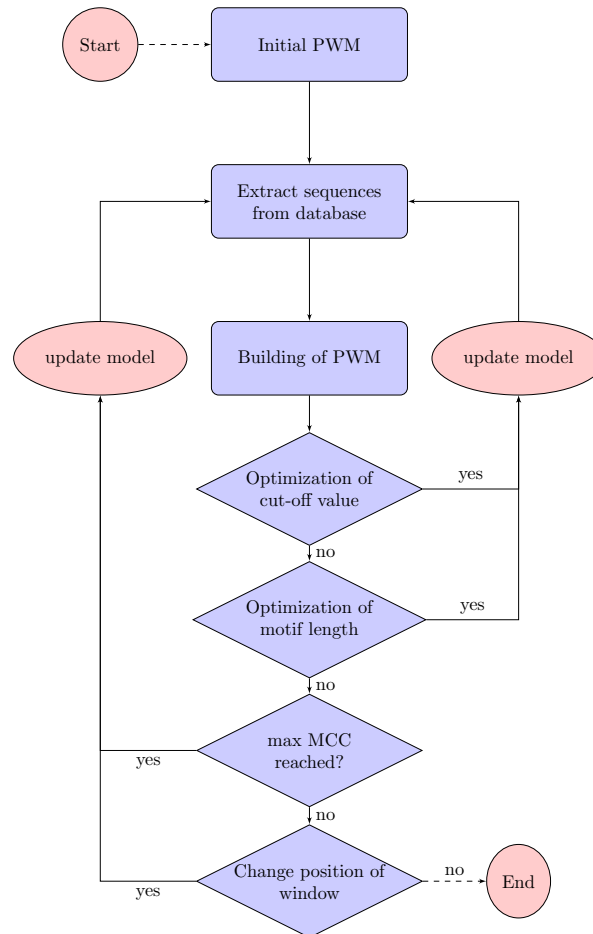 Start
Initial PWM
Extract sequences
from database
update model
Building of PWM
update model
Optimization of
cut-off value
yes
no
Optimization of
motif length
yes
no
max MCC
reached?
yes
no
Change position of
window
yes
no
End